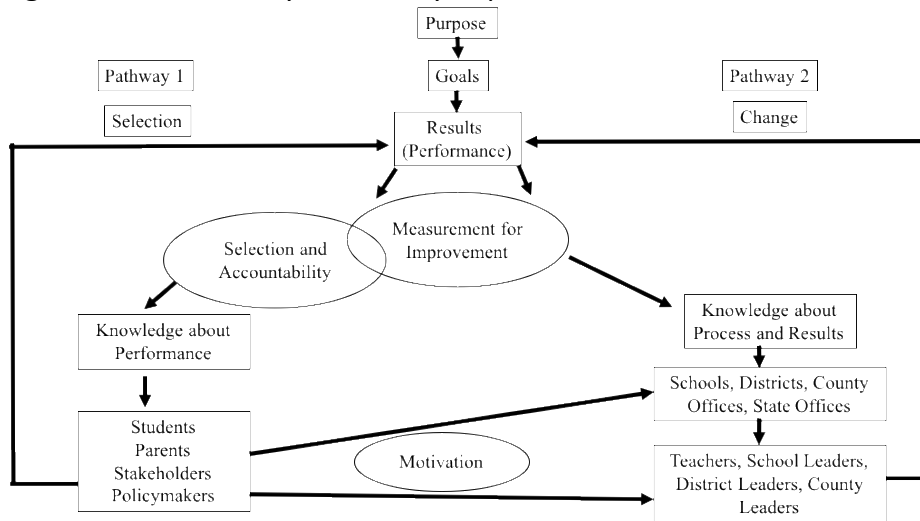 Purpose
Pathway 1
Goals
Pathway 2
Selection
Results
(Performance)
Change
Selection and
Accountability
Measurement for
Improvement
Knowledge about
Performance
Knowledge about
Process and Results
Students
Parents
Stakeholders
Policymakers
Motivation
Schools, Districts, County
Offices, State Offices
Teachers, School Leaders,
District Leaders, County
Leaders